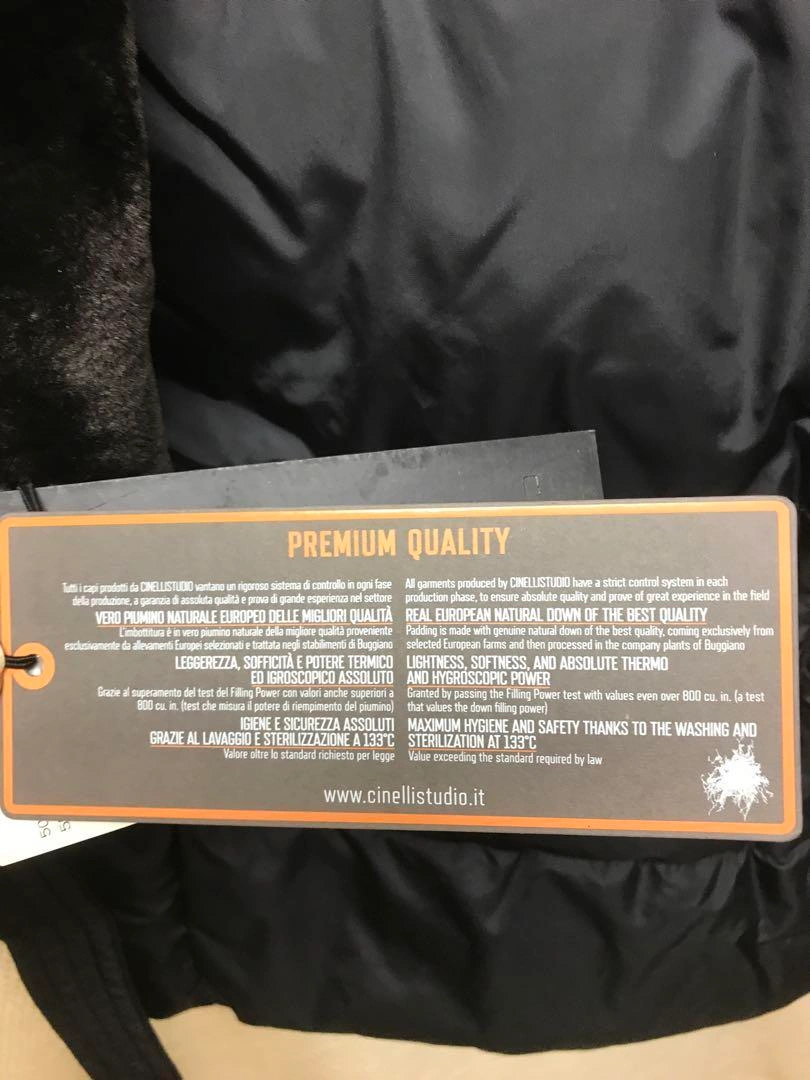 PREMIUM QUALITY
Tutti i capi prodotti da CINELLISTUDIO vantano un rigoroso sistema di controllo in ogni fase
della produzione, a garanzia di assoluta qualità e prova di grande esperienza nel settore
VERO PIUMINO NATURALE EUROPEO DELLE MIGLIORI QUALITÀ
L'imbottitura è in vero piumino naturale della migliore qualità proveniente
esclusivamente da allevamenti Europei selezionati e trattata negli stabilimenti di Buggiano
LEGGEREZZA, SOFFICITÀ E POTERE TERMICO
ED IGROSCOPICO ASSOLUTO
Grazie al superamento del test del Filling Power con valori anche superiori a
800 cu. in. (test che misura il potere di riempimento del piumino)
IGIENE E SICUREZZA ASSOLUTI
GRAZIE AL LAVAGGIO E STERILIZZAZIONE A 133°C
Valore oltre lo standard richiesto per legge
All garments produced by CINELLISTUDIO have a strict control system in each
production phase, to ensure absolute quality and prove of great experience in the field
REAL EUROPEAN NATURAL DOWN OF THE BEST QUALITY
Padding is made with genuine natural down of the best quality, coming exclusively from
selected European farms and then processed in the company plants of Buggiano
LIGHTNESS, SOFTNESS, AND ABSOLUTE THERMO
AND HYGROSCOPIC POWER
Granted by passing the Filling Power test with values even over 800 cu. in. (a test
that values the down filling power)
MAXIMUM HYGIENE AND SAFETY THANKS TO THE WASHING AND
STERILIZATION AT 133°C
Value exceeding the standard required by law
www.cinellistudio.it